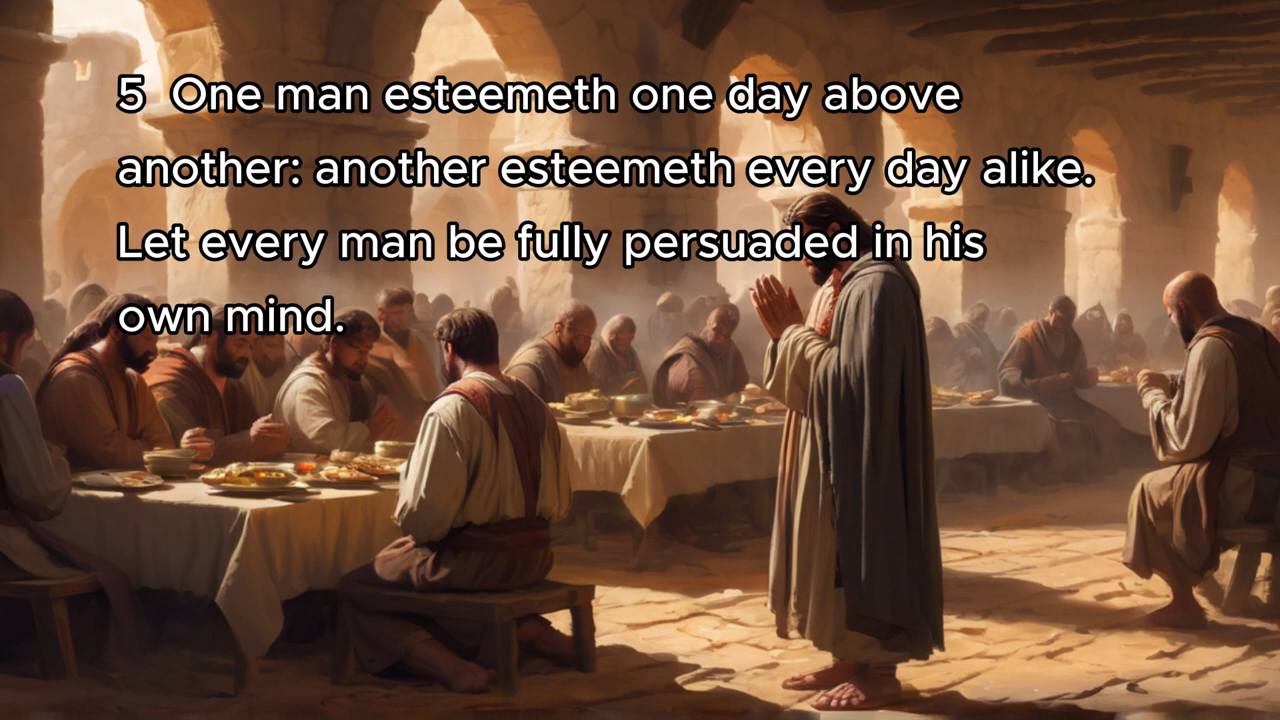 5 One man esteemeth one day above
another: another esteemeth every day alike.
Let every man be fully persuaded in his
own mind.